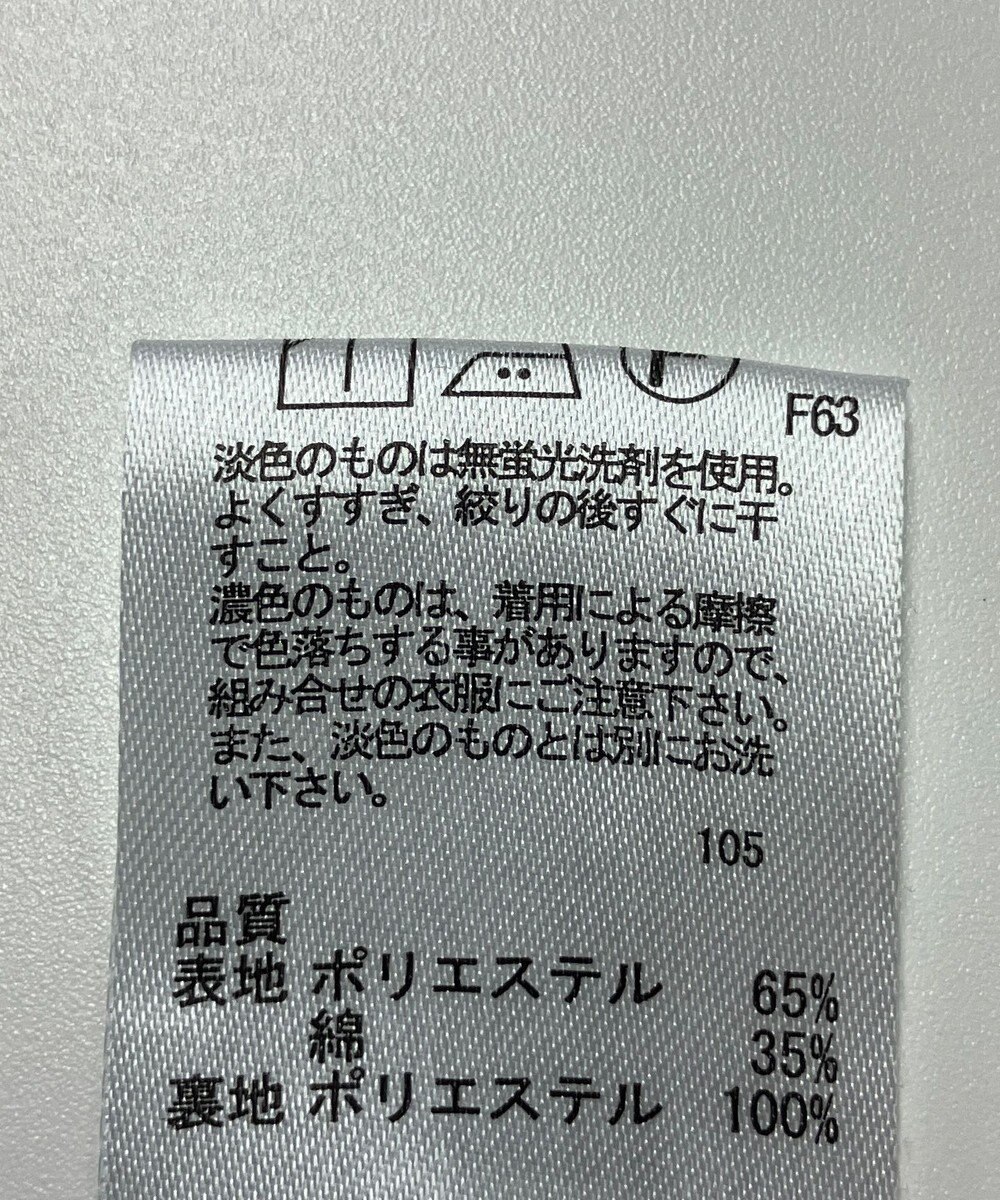 F63
淡色のものは無蛍光洗剤を使用。
よくすすぎ、絞りの後すぐに干
すこと。
濃色のものは、着用による摩擦
で色落ちする事がありますので、
組み合せの衣服にご注意下さい。
また、淡色のものとは別にお洗
い下さい。
105
品質
表地 ポリエステル 65%
綿 35%
裏地 ポリエステル 100%